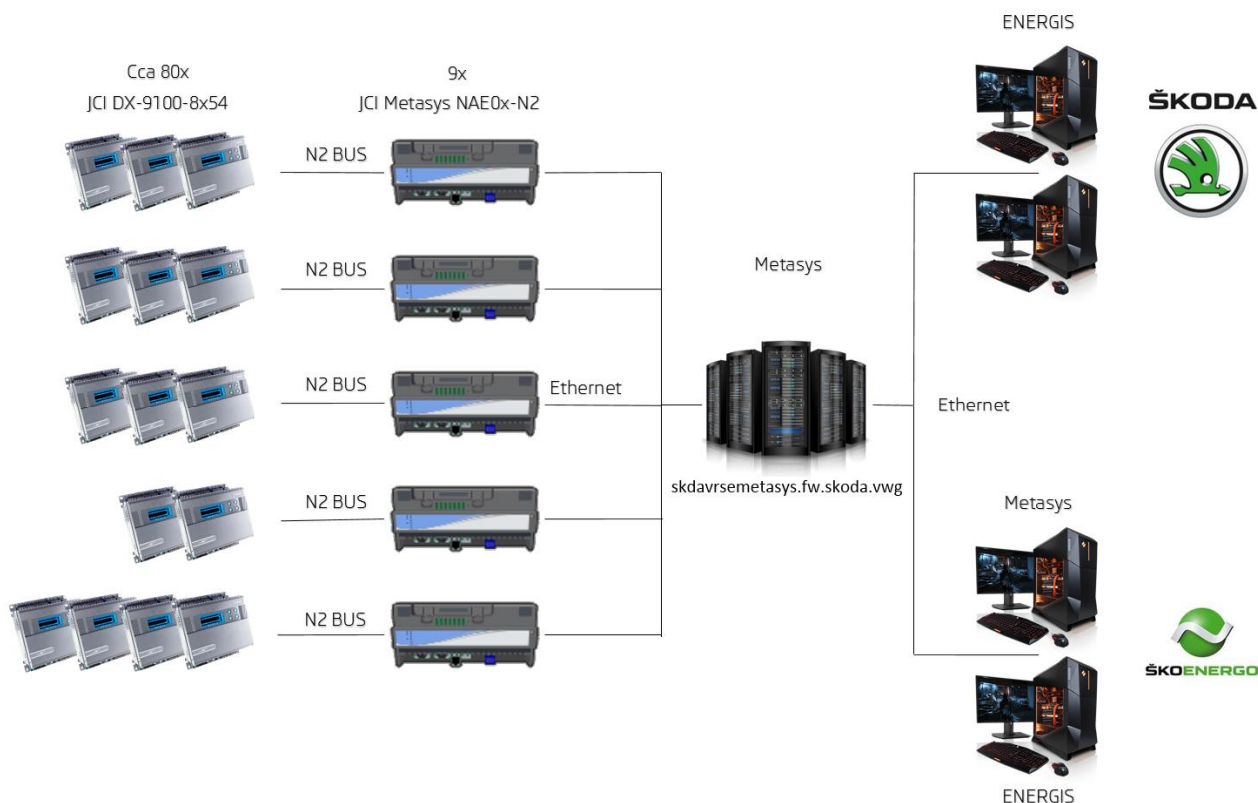 ENERGIS
Cca 80x
JCI DX-9100-8x54
9x
JCI Metasys NAE0x-N2
ŠKODA
N2 BUS
N2 BUS
Metasys
N2 BUS
Ethernet
Ethernet
skdavrsemetasys.fw.skoda.vwg
N2 BUS
Metasys
N2 BUS
ŠKOENERGO
ENERGIS